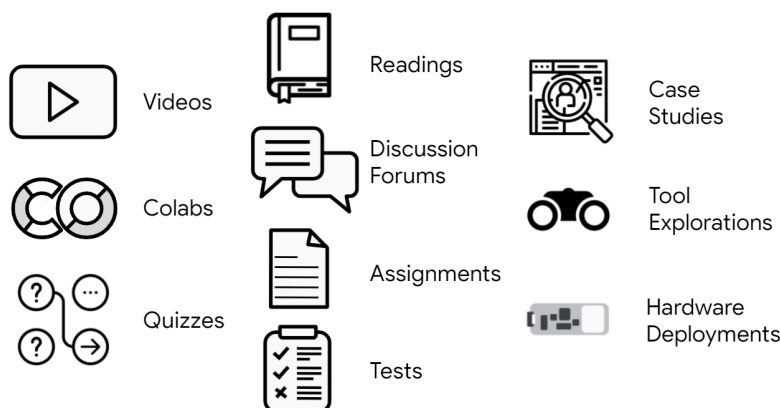 Videos
Colabs
Quizzes
Readings
Discussion
Forums
Assignments
Tests
Case
Studies
Tool
Explorations
Hardware
Deployments